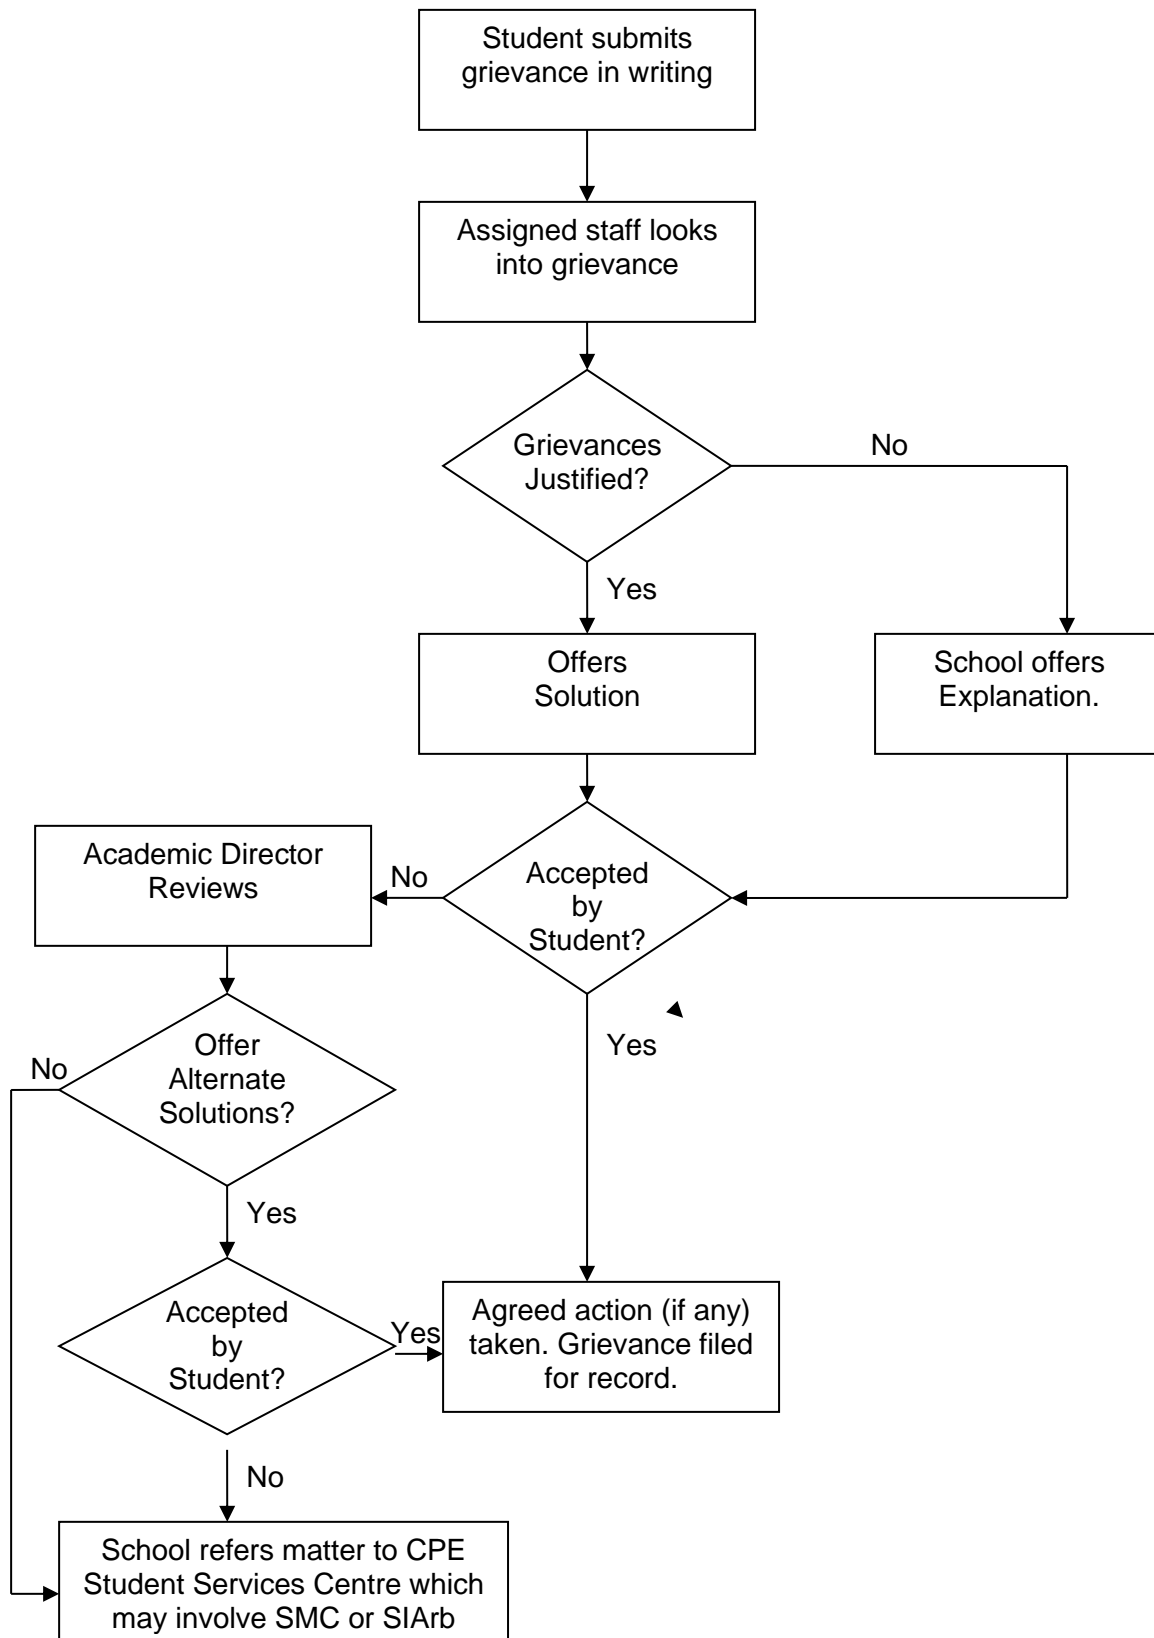 Student submits
grievance in writing
Assigned staff looks
into grievance
Grievances
Justified?
No
Yes
Offers
Solution
School offers
Explanation.
Academic Director
Reviews
No
Accepted
by
Student?
Yes
Offer
Alternate
Solutions?
No
Yes
Accepted
by
Student?
Yes
Agreed action (if any)
taken. Grievance filed
for record.
No
School refers matter to CPE
Student Services Centre which
may involve SMC or SIArb